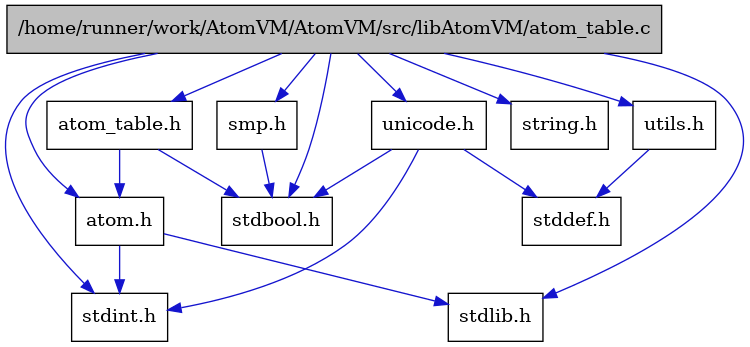 /home/runner/work/AtomVM/AtomVM/src/libAtomVM/atom_table.c
atom_table.h
smp.h
unicode.h
string.h
utils.h
atom.h
stdbool.h
stddef.h
stdint.h
stdlib.h